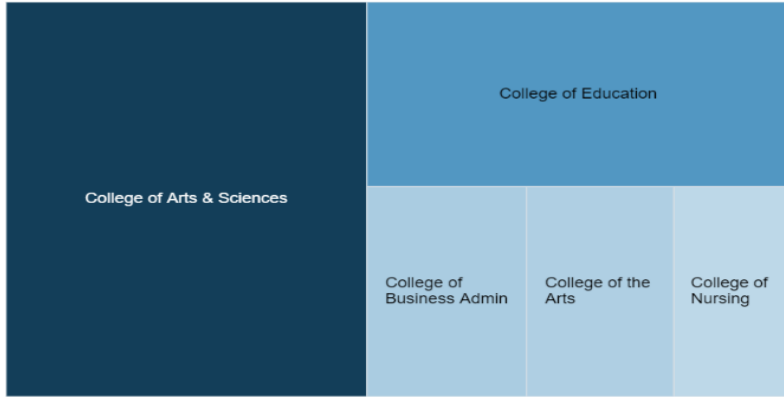 College of Education
College of Arts & Sciences
College of
Business Admin
College of the
Arts
College of
Nursing